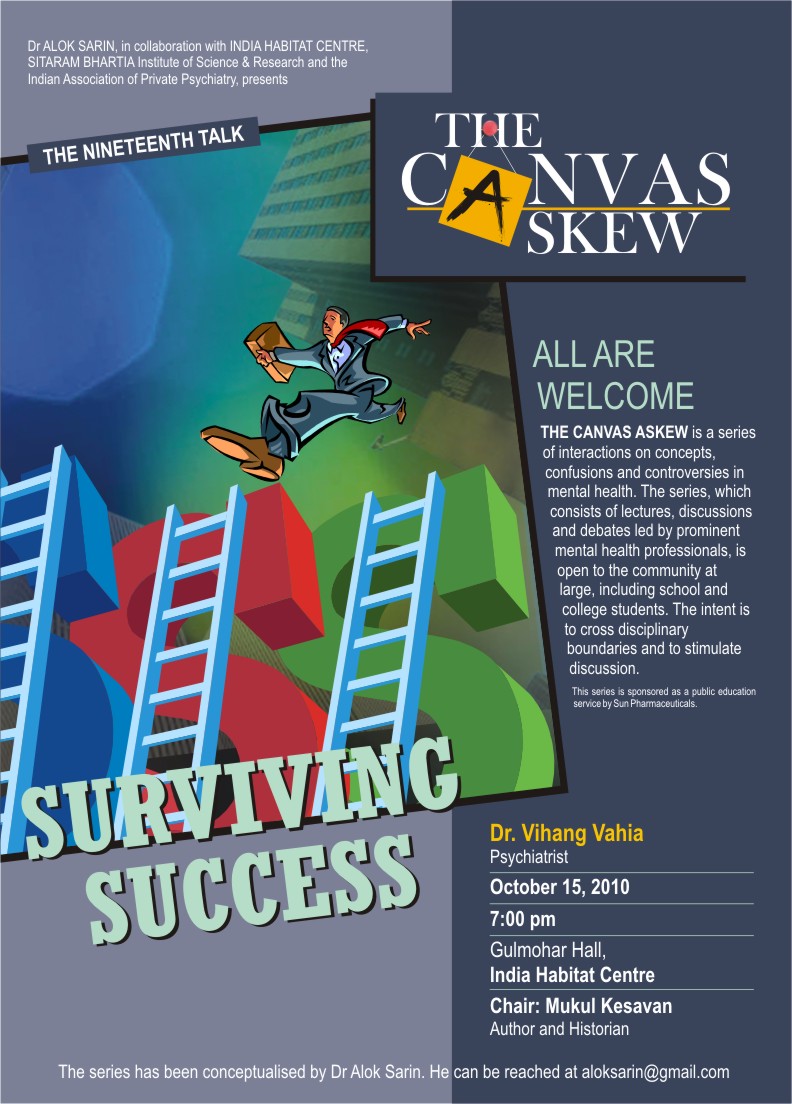 Dr ALOK SARIN, in collaboration with INDIA HABITAT CENTRE,
SITARAM BHARTIA Institute of Science & Research and the
Indian Association of Private Psychiatry, presents
THE NINETEENTH TALK
THE
CANVAS
ASKEW
ALL ARE
WELCOME
THE CANVAS ASKEW is a series
of interactions on concepts,
confusions and controversies in
mental health. The series, which
consists of lectures, discussions
and debates led by prominent
mental health professionals, is
open to the community at
large, including school and
college students. The intent is
to cross disciplinary
boundaries and to stimulate
discussion.
This series is sponsored as a public education
service by Sun Pharmaceuticals.
SURVIVING
SUCCESS
Dr. Vihang Vahia
Psychiatrist
October 15, 2010
7:00 pm
Gulmohar Hall,
India Habitat Centre
Chair: Mukul Kesavan
Author and Historian
The series has been conceptualised by Dr Alok Sarin. He can be reached at aloksarin@gmail.com